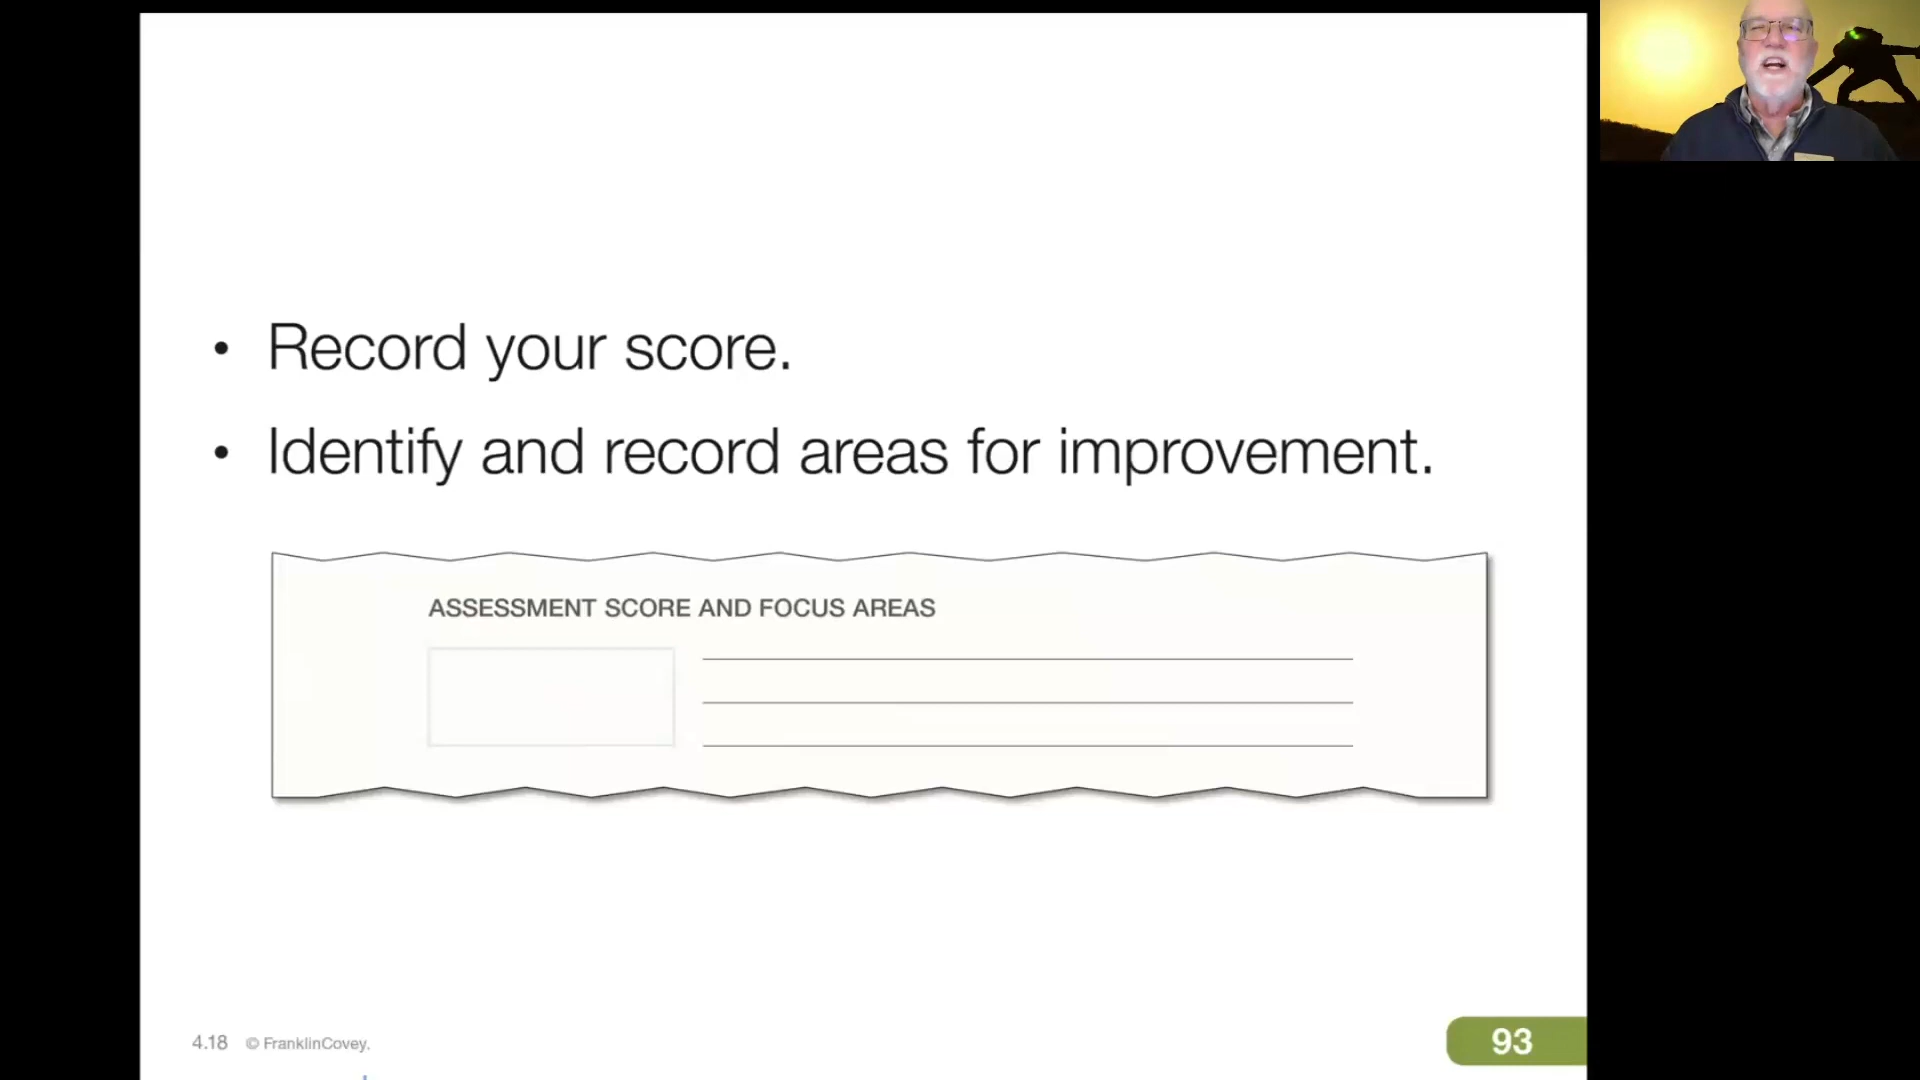 • Record your score.
• Identify and record areas for improvement.
ASSESSMENT SCORE AND FOCUS AREAS
4.18 © FranklinCovey.
93